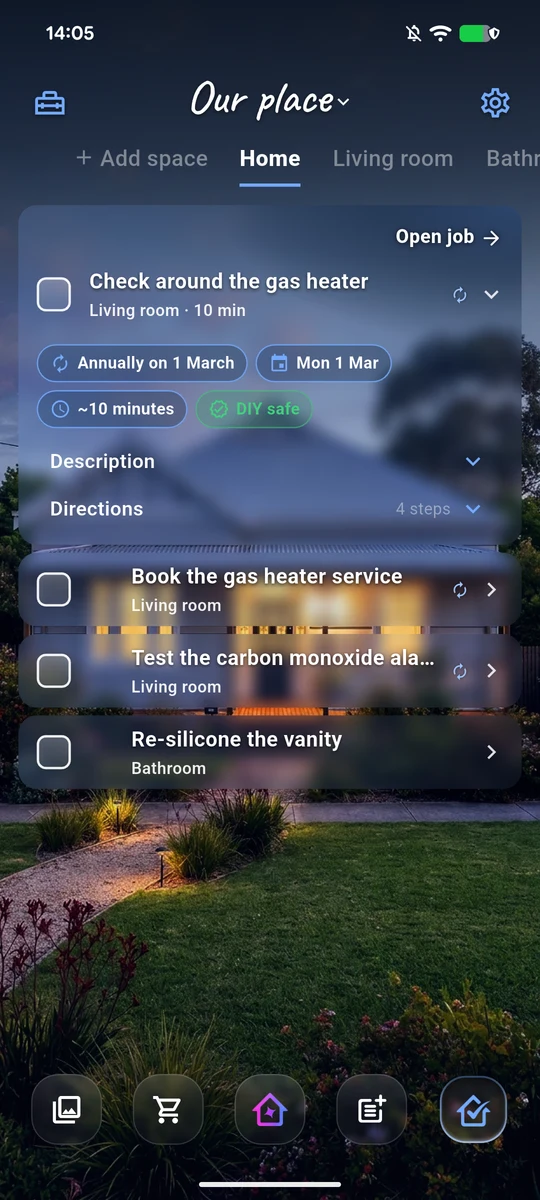 14:05
Our place
+ Add space Home Living room Bathr
Open job →
Check around the gas heater
Living room · 10 min
Annually on 1 March Mon 1 Mar
~10 minutes DIY safe
Description
Directions 4 steps
Book the gas heater service
Living room
Test the carbon monoxide ala…
Living room
Re-silicone the vanity
Bathroom